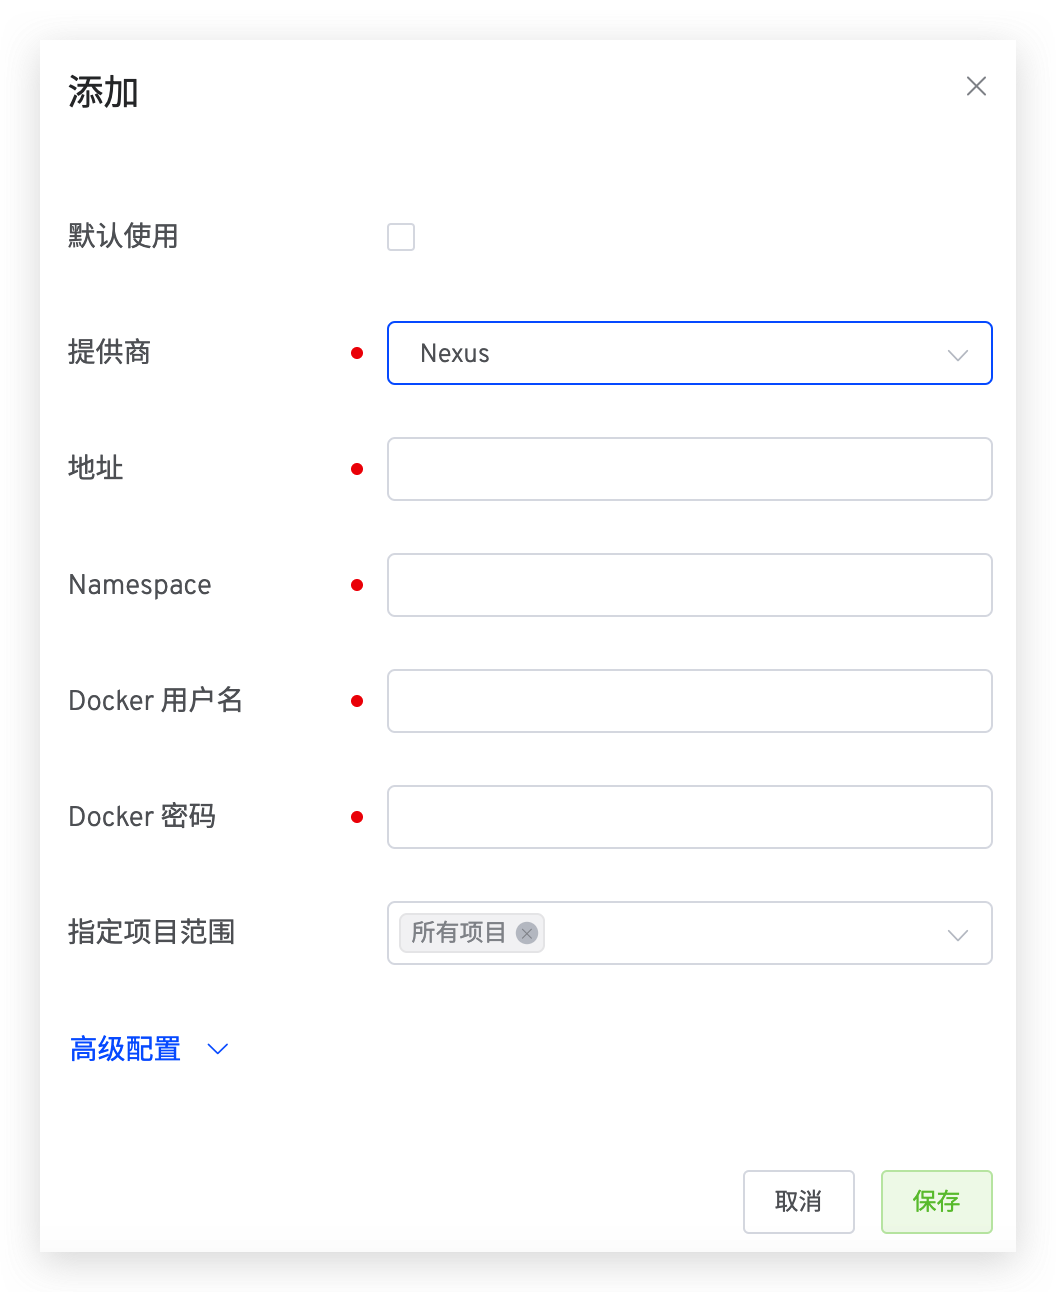 添加
默认使用
提供商 Nexus
地址
Namespace
Docker 用户名
Docker 密码
指定项目范围 所有项目
高级配置
取消 保存